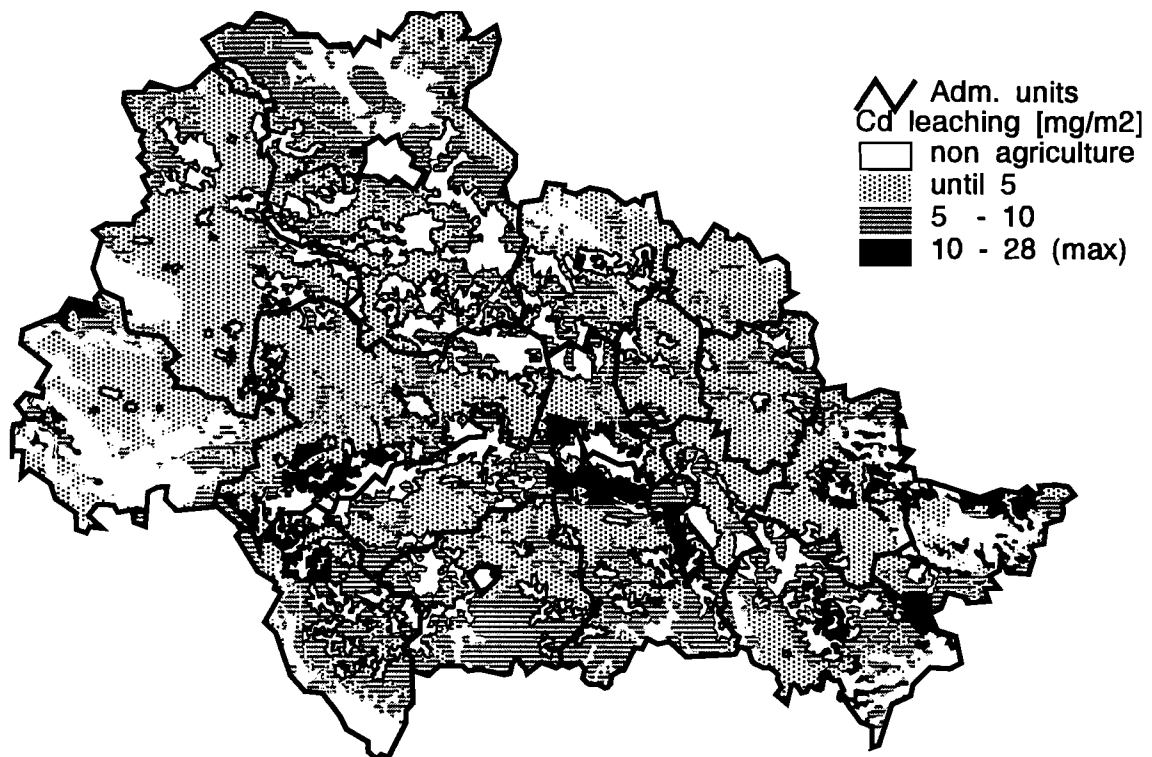 Adm. units
Cd leaching [mg/m2]
non agriculture
until 5
5 - 10
10 - 28 (max)